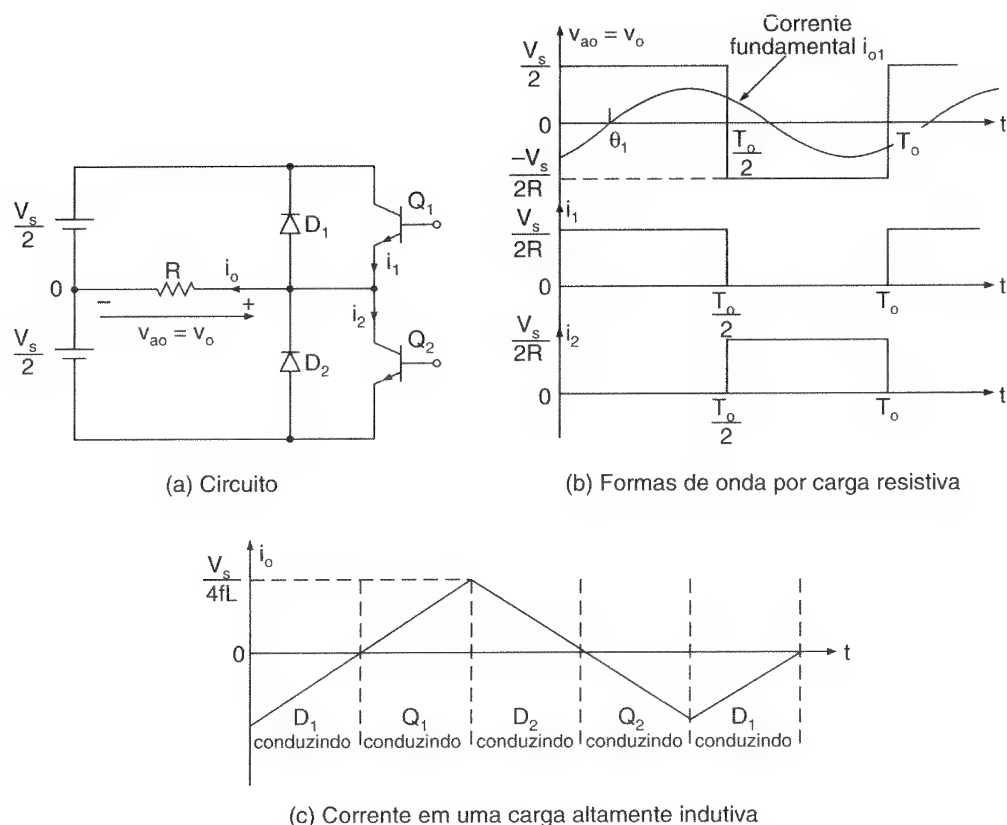 V_s/2
0
V_s/2
R
i_o
−
+
v_ao = v_o
D_1
D_2
Q_1
i_1
i_2
Q_2
(a) Circuito
v_ao = v_o
Corrente
fundamental i_o1
V_s/2
0
θ_1
T_o/2
T_o
t
−V_s/2R
i_1
V_s/2R
0
T_o/2
T_o
t
V_s/2R
i_2
0
T_o/2
T_o
t
(b) Formas de onda por carga resistiva
i_o
V_s/4fL
0
t
D_1 Q_1 D_2 Q_2 D_1
conduzindo conduzindo conduzindo conduzindo conduzindo
(c) Corrente em uma carga altamente indutiva